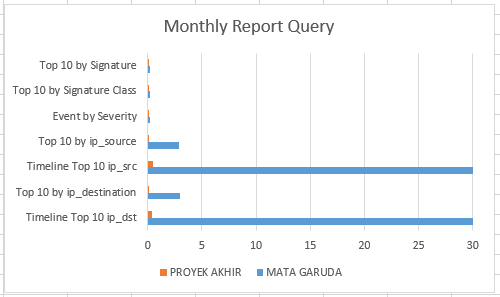 Monthly Report Query
Top 10 by Signature
Top 10 by Signature Class
Event by Severity
Top 10 by ip_source
Timeline Top 10 ip_src
Top 10 by ip_destination
Timeline Top 10 ip_dst
0 5 10 15 20 25 30
PROYEK AKHIR MATA GARUDA